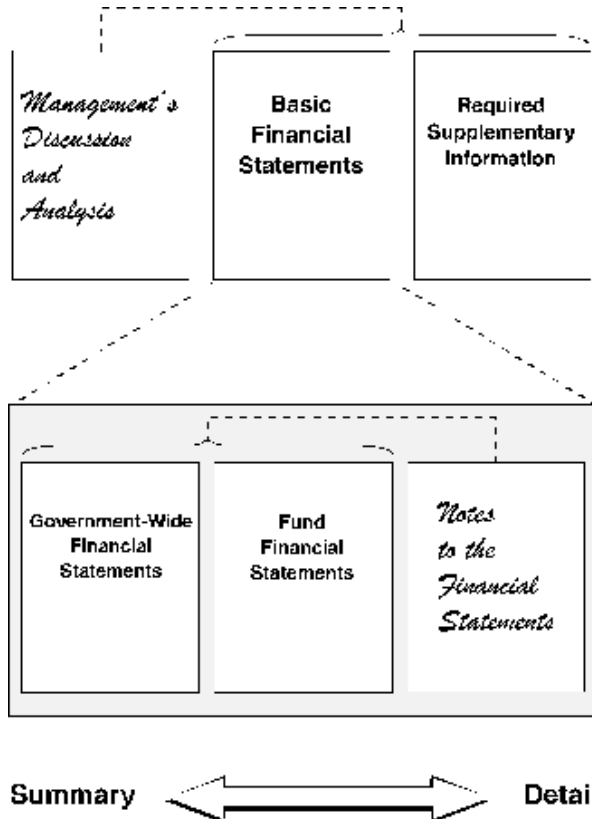 Management's
Discussion
and
Analysis
Basic
Financial
Statements
Required
Supplementary
Information
Government-Wide
Financial
Statements
Fund
Financial
Statements
Notes
to the
Financial
Statements
Summary
Detai